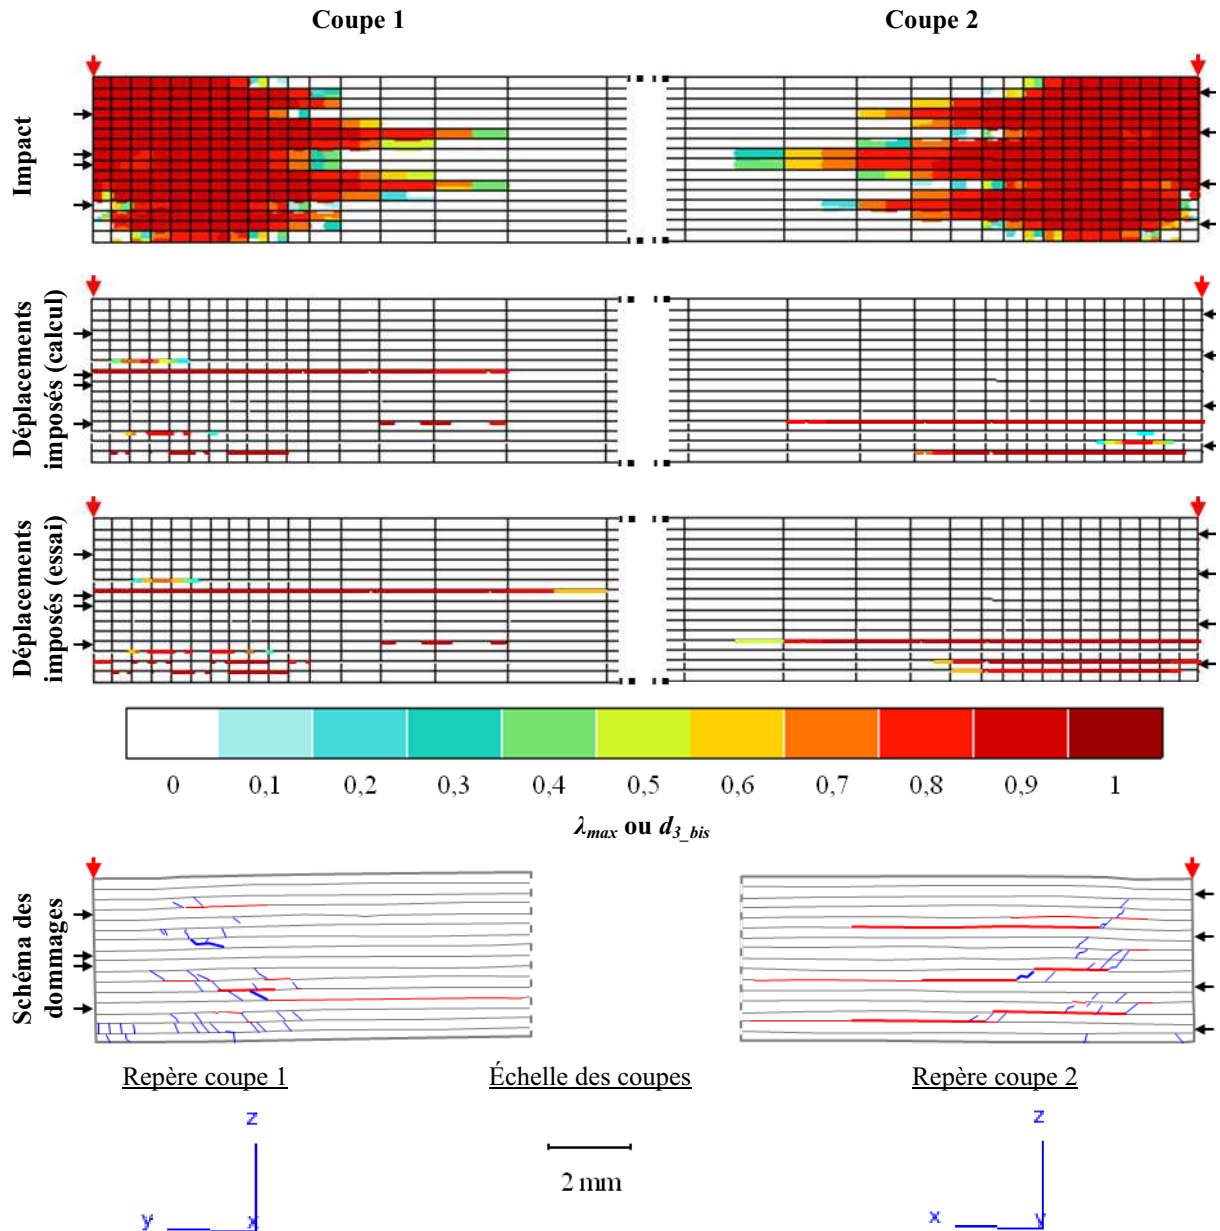 Coupe 1
Coupe 2
Impact
Déplacements
imposés (calcul)
Déplacements
imposés (essai)
0 0,1 0,2 0,3 0,4 0,5 0,6 0,7 0,8 0,9 1
λmax ou d3_bis
Schéma des
dommages
Repère coupe 1
Échelle des coupes
Repère coupe 2
z
y
x
2 mm
z
x
y